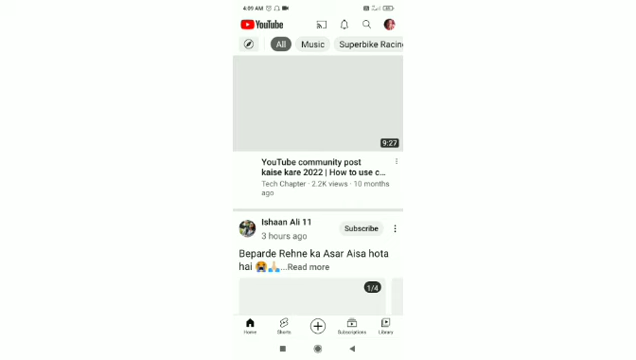 4:09 AM
YouTube
All Music Superbike Racin
9:27
YouTube community post
kaise kare 2022 | How to use c...
Tech Chapter · 2.2K views · 10 months
ago
Ishaan Ali 11
3 hours ago
Subscribe
Beparde Rehne ka Asar Aisa hota
hai 😭🙏...Read more
1/4
Home Shorts Subscriptions Library